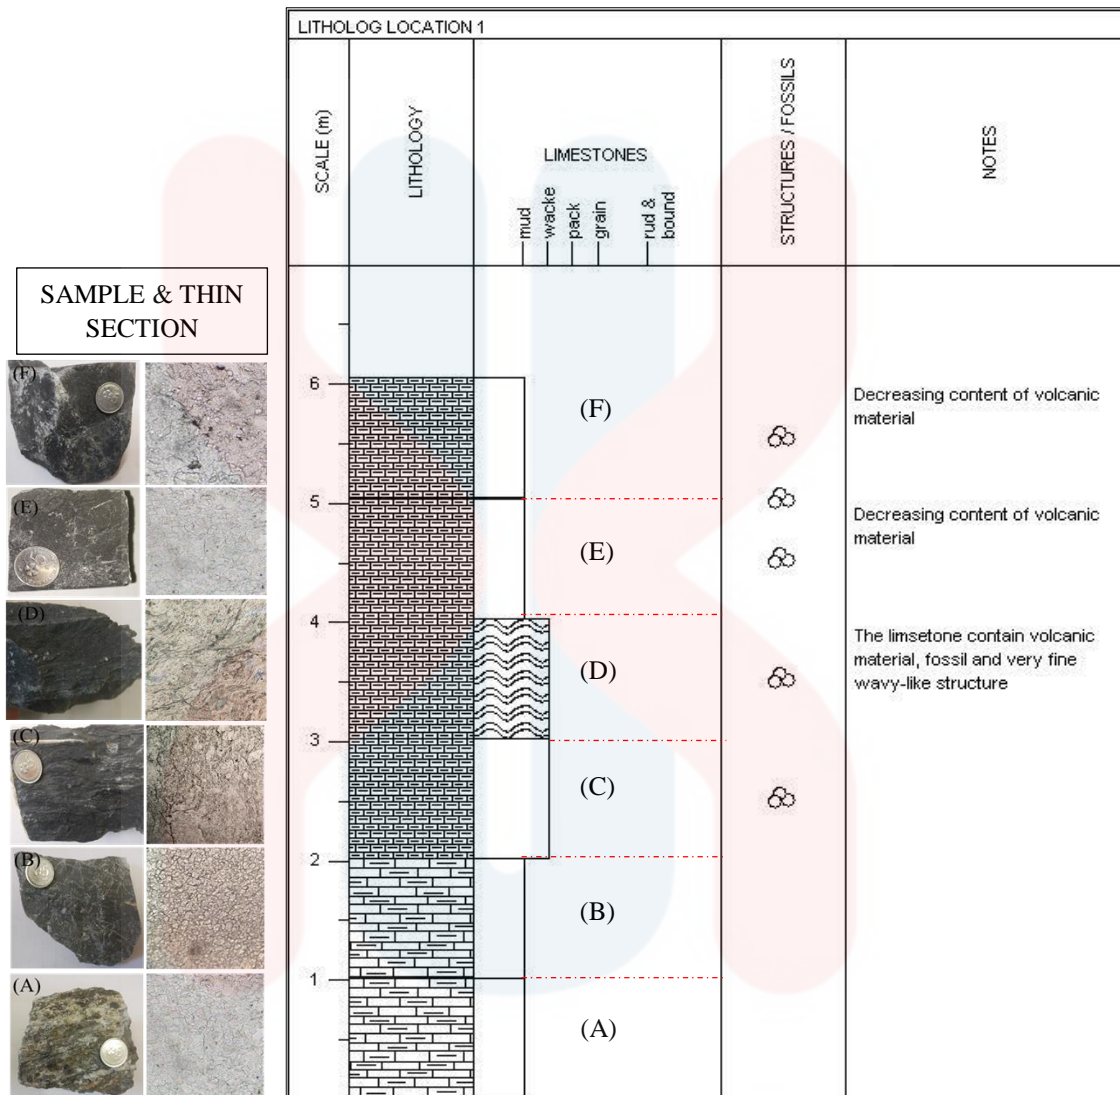 LITHOLOG LOCATION 1
SCALE (m)
LITHOLOGY
LIMESTONES
mud
wacke
pack
grain
rud &
bound
STRUCTURES / FOSSILS
NOTES
SAMPLE & THIN
SECTION
(F)
6
(F)
Decreasing content of volcanic
material
5
(E)
(E)
Decreasing content of volcanic
material
4
(D)
(D)
The limsetone contain volcanic
material, fossil and very fine
wavy-like structure
3
(C)
(C)
2
(B)
(B)
1
(A)
(A)